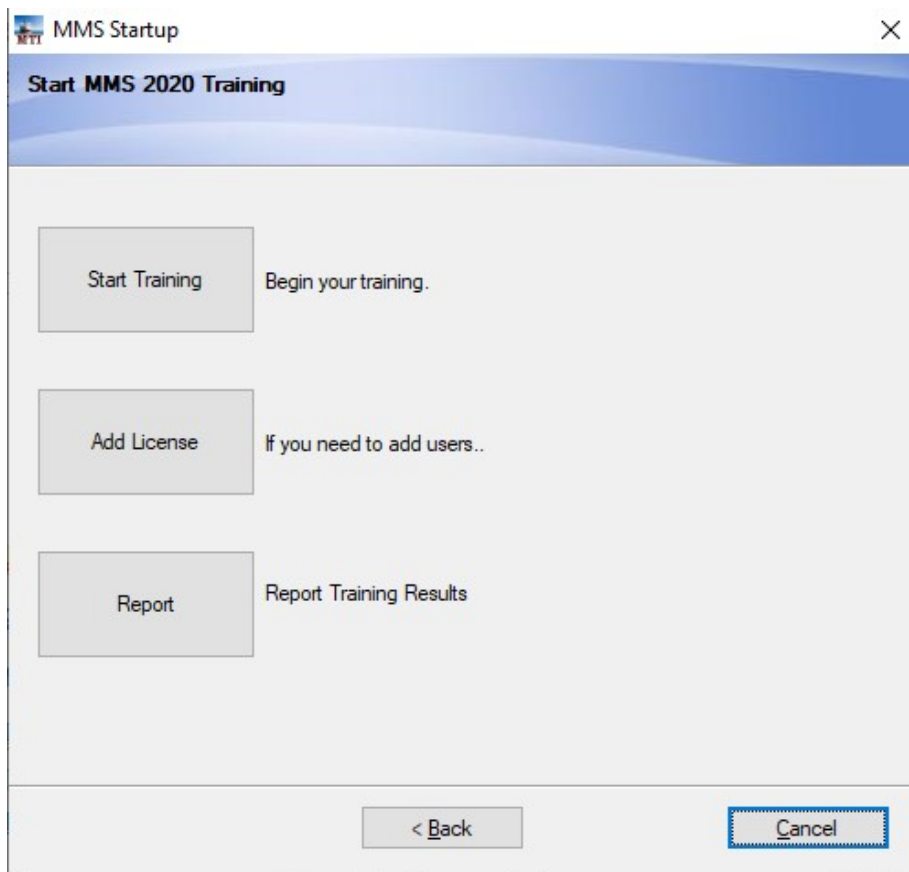 MTI
MMS Startup
Start MMS 2020 Training
Start Training
Begin your training.
Add License
If you need to add users..
Report
Report Training Results
< Back
Cancel